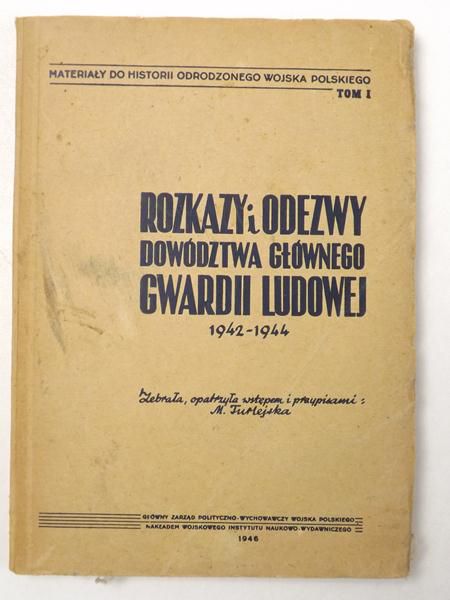 MATERIAŁY DO HISTORII ODRODZONEGO WOJSKA POLSKIEGO
TOM I
ROZKAZY i ODEZWY
DOWÓDZTWA GŁÓWNEGO
GWARDII LUDOWEJ
1942-1944
Zebrała, opatrzyła wstępem i przypisami:
M. Turlejska
GŁÓWNY ZARZĄD POLITYCZNO-WYCHOWAWCZY WOJSKA POLSKIEGO
NAKŁADEM WOJSKOWEGO INSTYTUTU NAUKOWO-WYDAWNICZEGO
1946